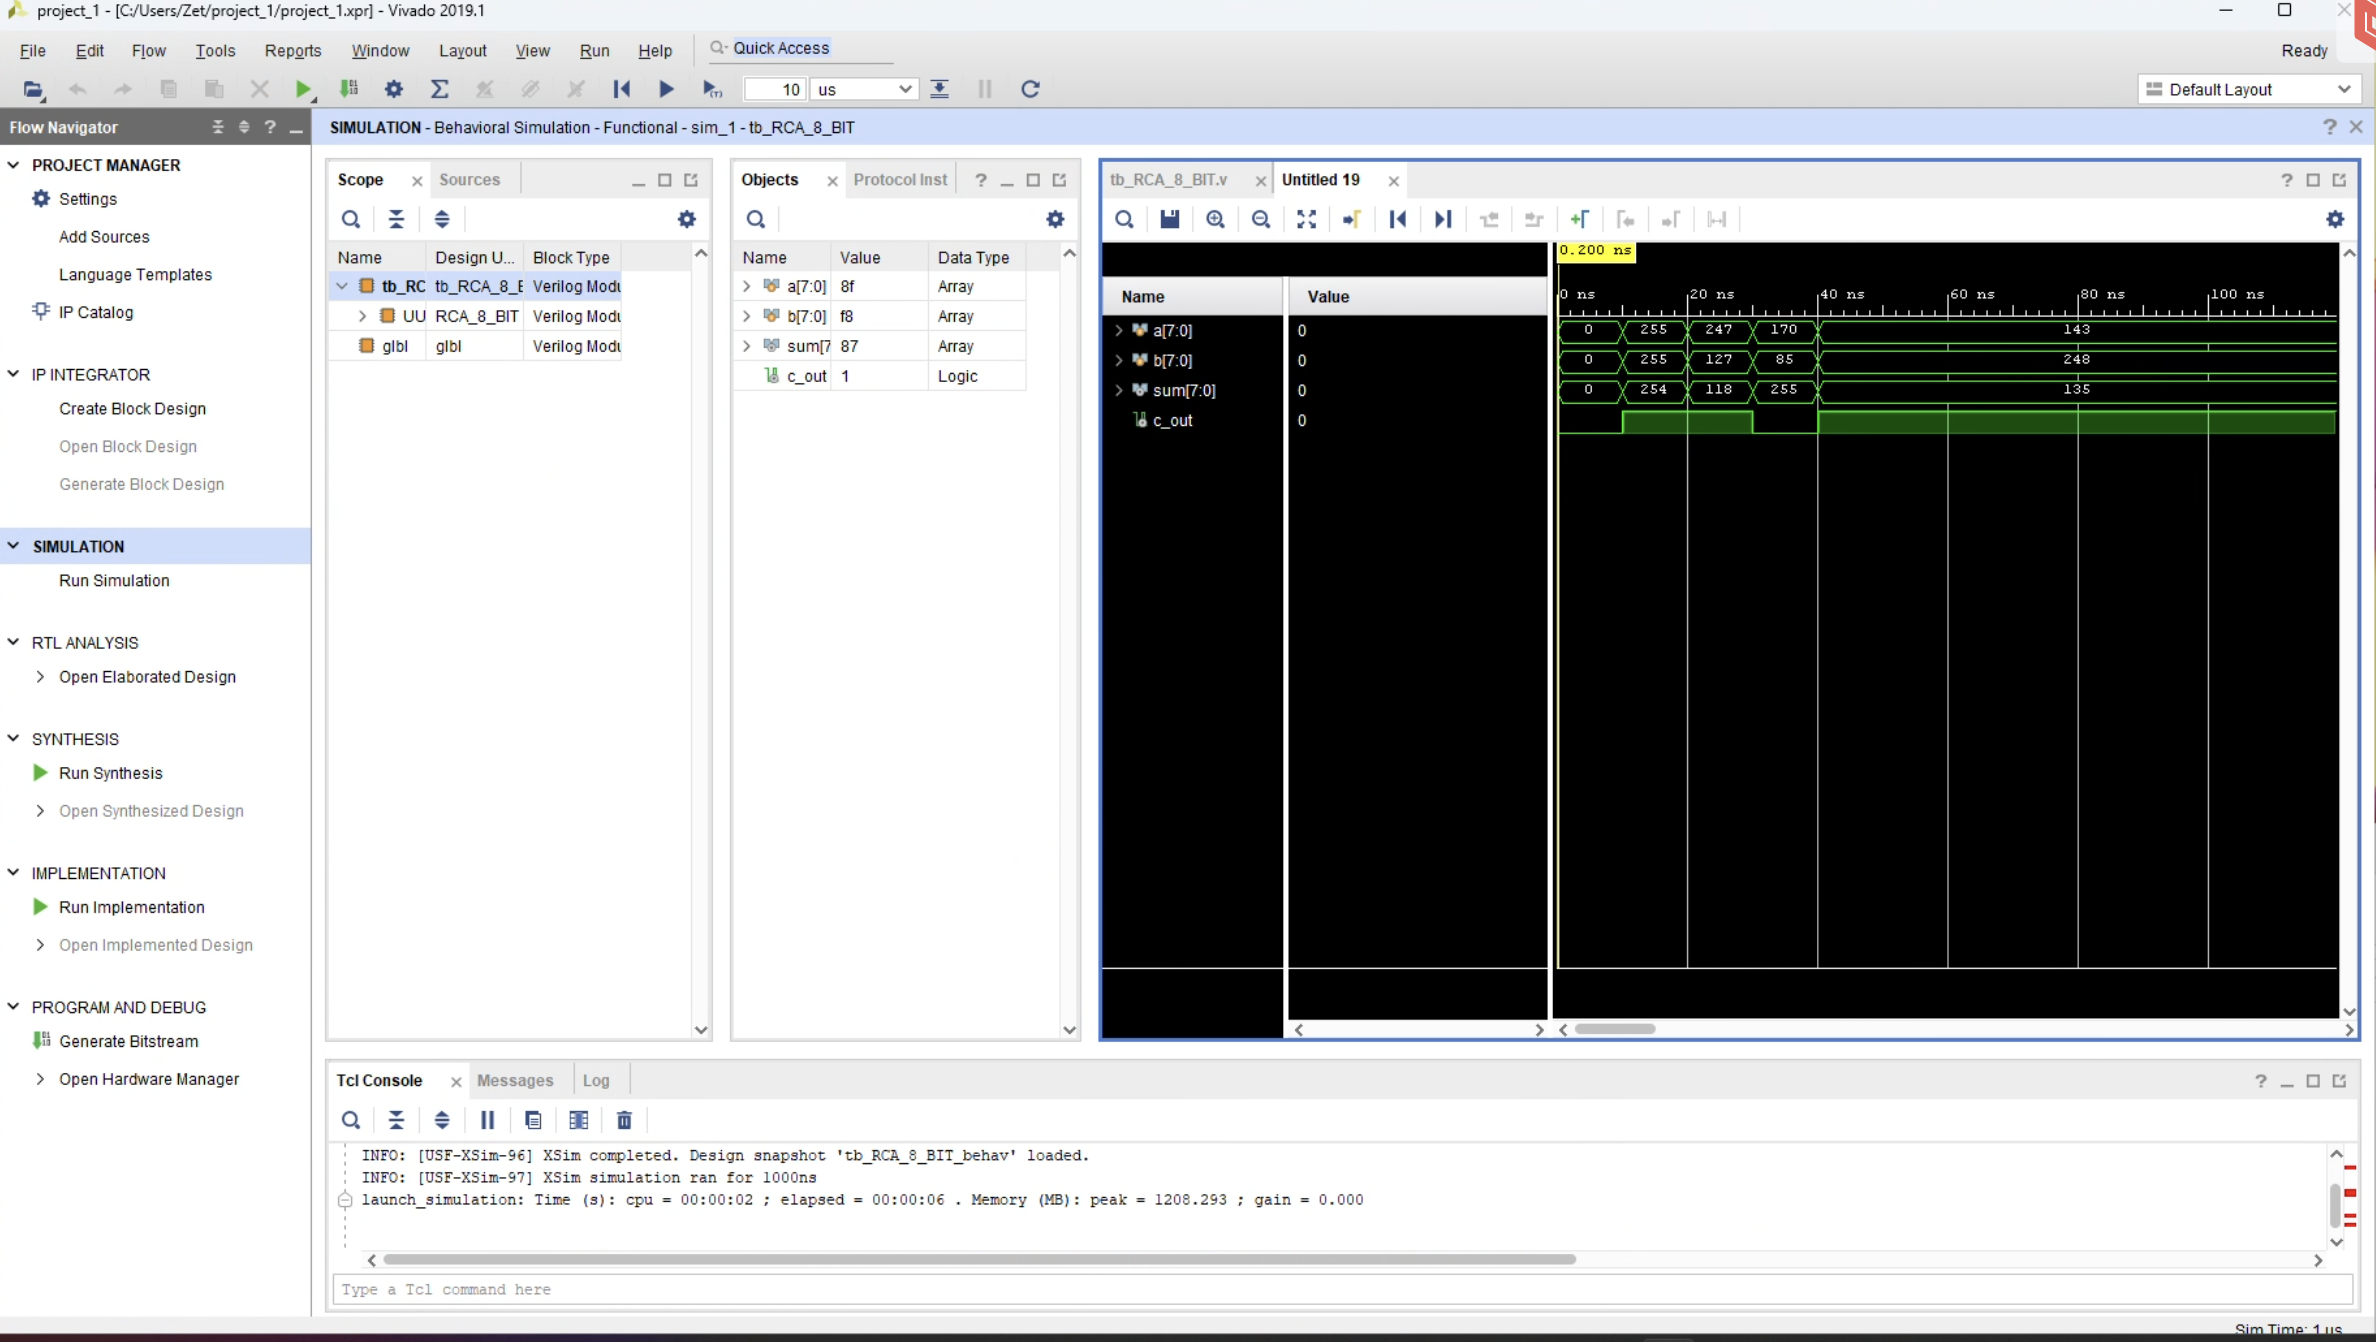 project_1 - [C:/Users/Zet/project_1/project_1.xpr] - Vivado 2019.1
File Edit Flow Tools Reports Window Layout View Run Help Quick Access Ready
10 us Default Layout
Flow Navigator
SIMULATION - Behavioral Simulation - Functional - sim_1 - tb_RCA_8_BIT
PROJECT MANAGER
Settings
Add Sources
Language Templates
IP Catalog
IP INTEGRATOR
Create Block Design
Open Block Design
Generate Block Design
SIMULATION
Run Simulation
RTL ANALYSIS
Open Elaborated Design
SYNTHESIS
Run Synthesis
Open Synthesized Design
IMPLEMENTATION
Run Implementation
Open Implemented Design
PROGRAM AND DEBUG
Generate Bitstream
Open Hardware Manager
Scope Sources
Name Design U... Block Type
tb_RC tb_RCA_8_E Verilog Modu
UU RCA_8_BIT Verilog Modu
glbl glbl Verilog Modu
Objects Protocol Inst
Name Value Data Type
a[7:0] 8f Array
b[7:0] f8 Array
sum[7 87 Array
c_out 1 Logic
tb_RCA_8_BIT.v Untitled 19
0.200 ns
Name Value
0 ns 20 ns 40 ns 60 ns 80 ns 100 ns
a[7:0] 0 0 255 247 170 143
b[7:0] 0 0 255 127 85 248
sum[7:0] 0 0 254 118 255 135
c_out 0
Tcl Console Messages Log
INFO: [USF-XSim-96] XSim completed. Design snapshot 'tb_RCA_8_BIT_behav' loaded.
INFO: [USF-XSim-97] XSim simulation ran for 1000ns
launch_simulation: Time (s): cpu = 00:00:02 ; elapsed = 00:00:06 . Memory (MB): peak = 1208.293 ; gain = 0.000
Type a Tcl command here
Sim Time: 1 us